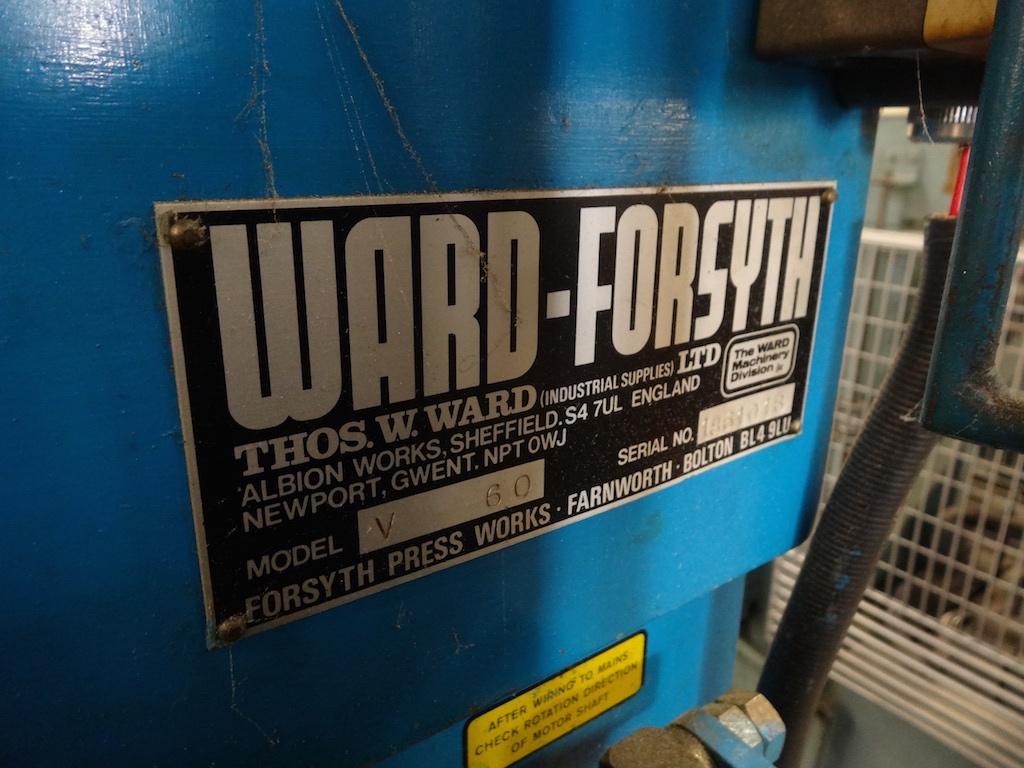 WARD-FORSYTH
THOS. W. WARD (INDUSTRIAL SUPPLIES) LTD
The WARD
Machinery
Division
ALBION WORKS, SHEFFIELD. S4 7UL ENGLAND
NEWPORT, GWENT. NPT 0WJ
SERIAL NO.
MODEL V 60
FORSYTH PRESS WORKS · FARNWORTH · BOLTON BL4 9LU
AFTER WIRING TO MAINS
CHECK ROTATION DIRECTION
OF MOTOR SHAFT